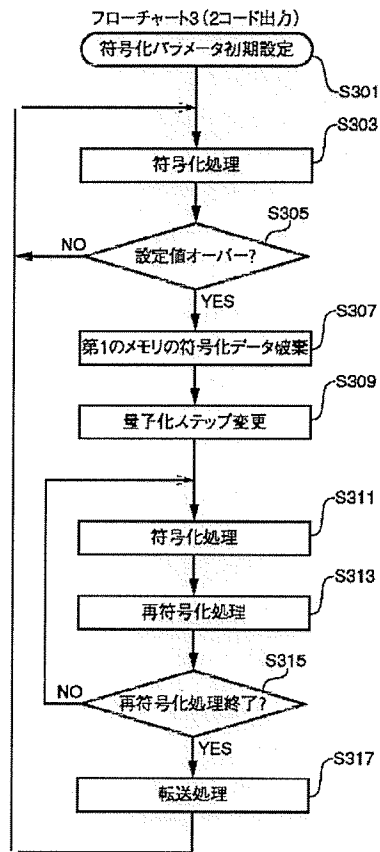 フローチャート3(2コード出力)
符号化パラメータ初期設定
S301
S303
符号化処理
S305
設定値オーバー?
NO
YES
S307
第1のメモリの符号化データ破棄
S309
量子化ステップ変更
S311
符号化処理
S313
再符号化処理
S315
再符号化処理終了?
NO
YES
S317
転送処理